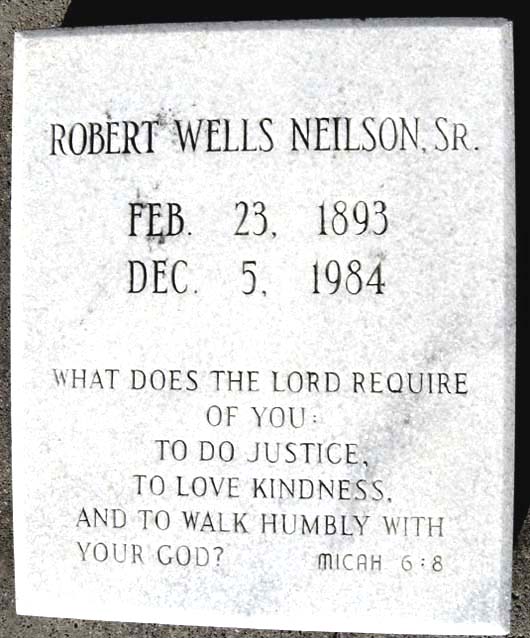 ROBERT WELLS NEILSON, SR.
FEB. 23, 1893
DEC. 5, 1984
WHAT DOES THE LORD REQUIRE
OF YOU:
TO DO JUSTICE,
TO LOVE KINDNESS,
AND TO WALK HUMBLY WITH
YOUR GOD? MICAH 6:8